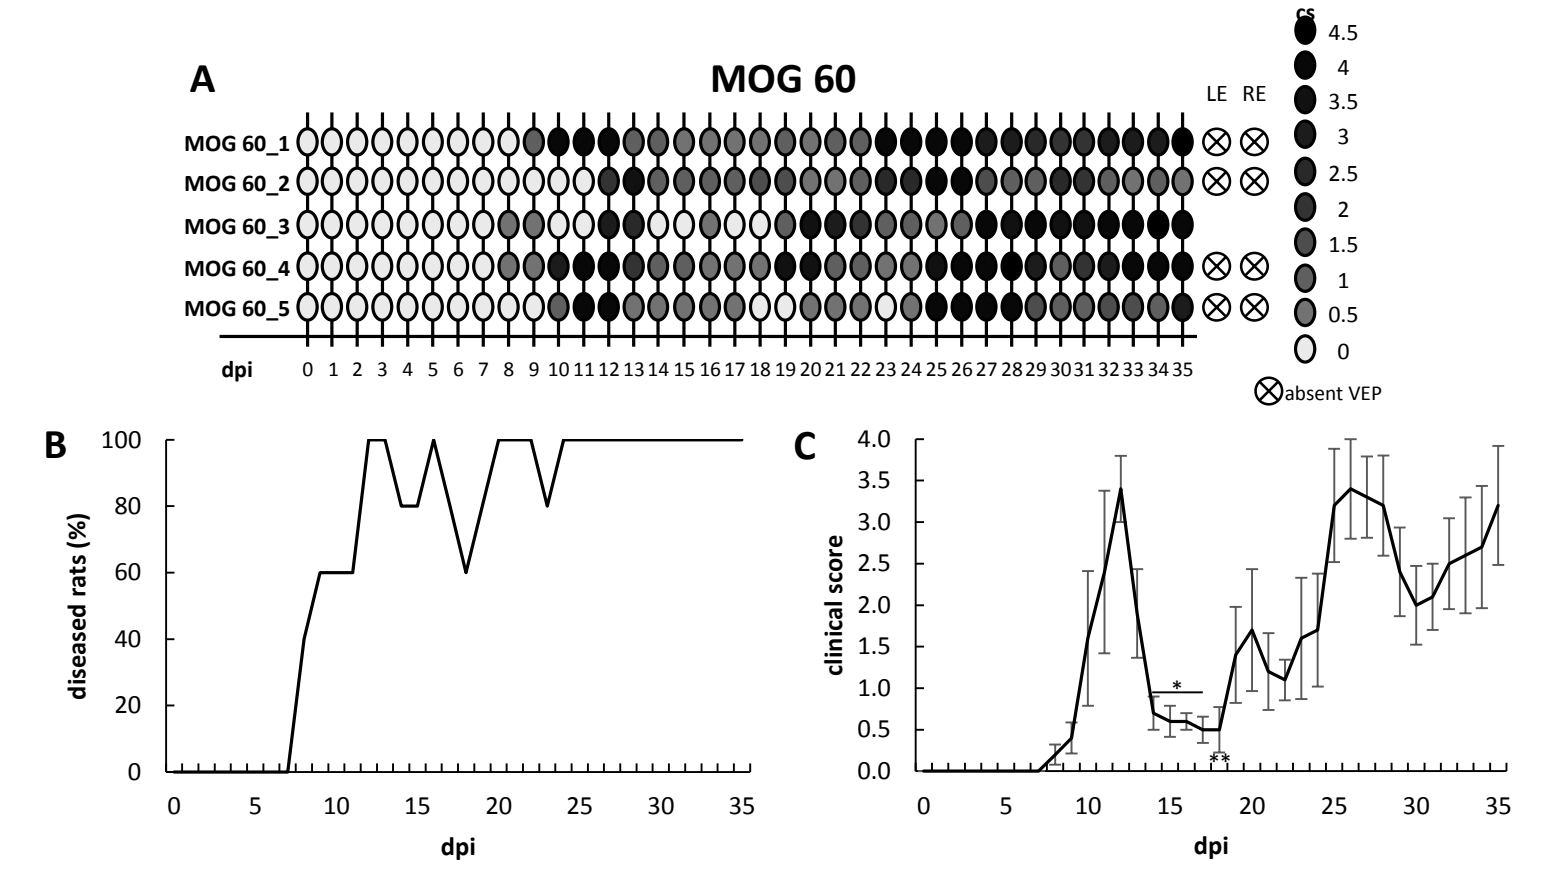 cs
4.5
4
3.5
3
2.5
2
1.5
1
0.5
0
absent VEP
A
MOG 60
LE RE
MOG 60_1
MOG 60_2
MOG 60_3
MOG 60_4
MOG 60_5
dpi 0 1 2 3 4 5 6 7 8 9 10 11 12 13 14 15 16 17 18 19 20 21 22 23 24 25 26 27 28 29 30 31 32 33 34 35
B
100
80
60
40
20
0
diseased rats (%)
0 5 10 15 20 25 30 35
dpi
C
4.0
3.5
3.0
2.5
2.0
1.5
1.0
0.5
0.0
clinical score
*
**
0 5 10 15 20 25 30 35
dpi